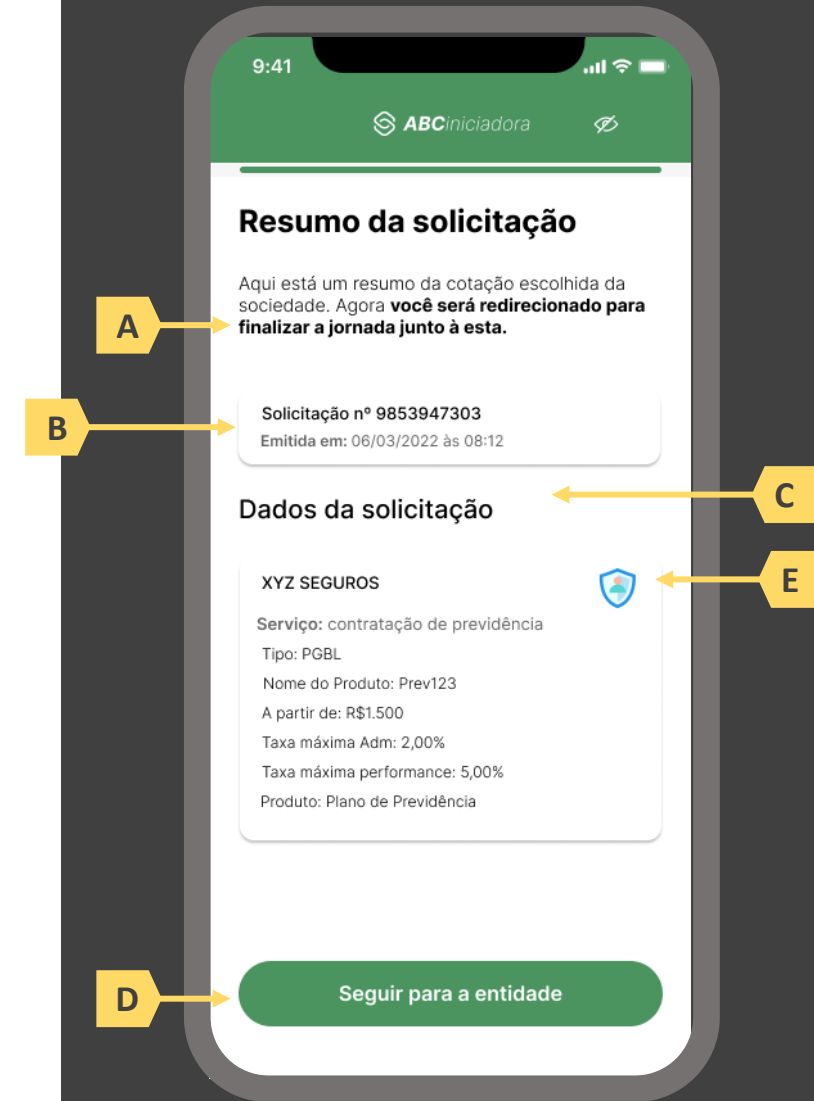 9:41
ABCiniciadora
Resumo da solicitação
Aqui está um resumo da cotação escolhida da
sociedade. Agora você será redirecionado para
finalizar a jornada junto à esta.
A
Solicitação nº 9853947303
Emitida em: 06/03/2022 às 08:12
B
C
Dados da solicitação
XYZ SEGUROS
E
Serviço: contratação de previdência
Tipo: PGBL
Nome do Produto: Prev123
A partir de: R$1.500
Taxa máxima Adm: 2,00%
Taxa máxima performance: 5,00%
Produto: Plano de Previdência
D
Seguir para a entidade